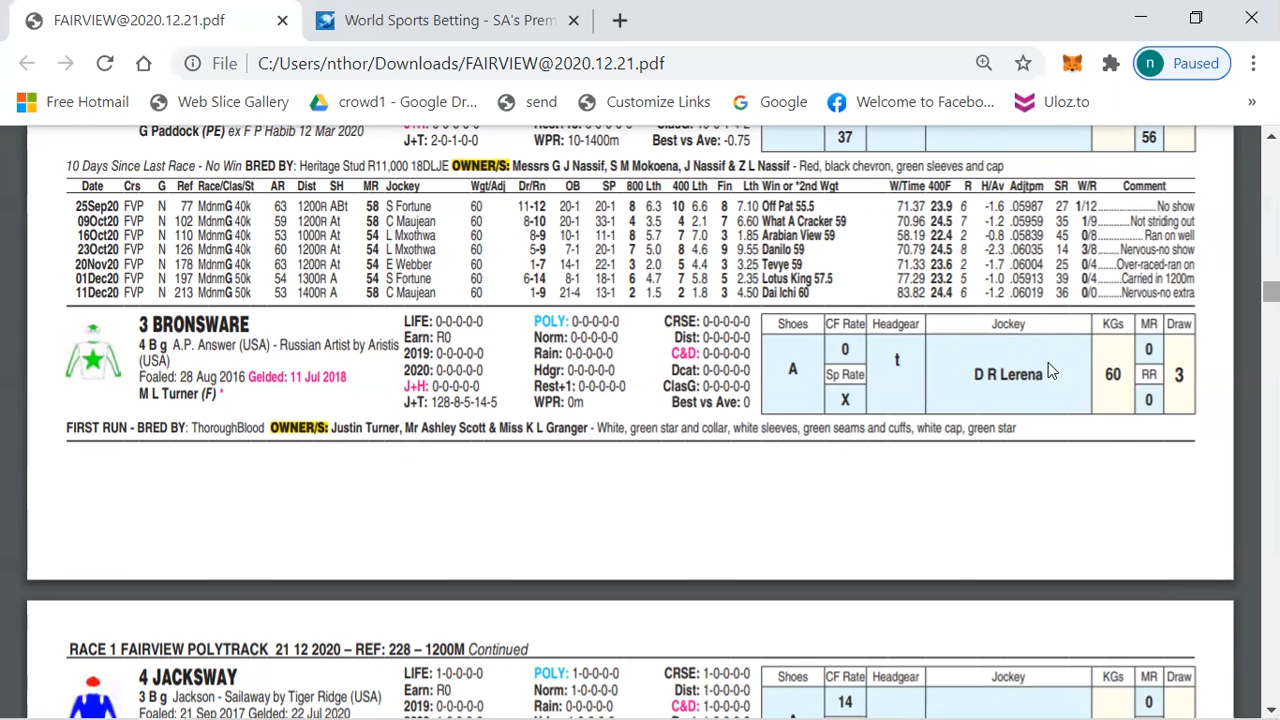 FAIRVIEW@2020.12.21.pdf
World Sports Betting - SA's Prem
File C:/Users/nthor/Downloads/FAIRVIEW@2020.12.21.pdf
n Paused
Free Hotmail Web Slice Gallery crowd1 - Google Dr... send Customize Links Google Welcome to Facebo... Uloz.to »
G Paddock (PE) ex F P Habib 12 Mar 2020
J+T: 2-0-1-0-0 WPR: 10-1400m Best vs Ave: -0.75 37 56
10 Days Since Last Race - No Win BRED BY: Heritage Stud R11,000 18DLJE OWNER/S: Messrs G J Nassif, S M Mokoena, J Nassif & Z L Nassif - Red, black chevron, green sleeves and cap
Date Crs G Ref Race/Clas/St AR Dist SH MR Jockey Wgt/Adj Dr/Rn OB SP 800 Lth 400 Lth Fin Lth Win or *2nd Wgt W/Time 400F R H/Av Adjtpm SR W/R Comment
25Sep20 FVP N 77 MdnmG 40k 63 1200R ABt 58 S Fortune 60 11-12 20-1 20-1 8 6.3 10 6.6 8 7.10 Off Pat 55.5 71.37 23.9 6 -1.6 .05987 27 1/12 ........ No show
09Oct20 FVP N 102 MdnmG 40k 59 1200R At 58 C Maujean 60 8-10 10-1 33-1 4 3.5 4 2.1 7 6.60 What A Cracker 59 70.96 24.5 7 -1.2 .05959 35 1/9 .... Not striding out
16Oct20 FVP N 110 MdnmG 40k 53 1000R At 54 L Mxothwa 60 8-9 10-1 11-1 8 5.7 7 7.0 3 1.85 Arabian View 59 58.19 22.4 2 -0.8 .05839 45 0/8 ....... Ran on well
23Oct20 FVP N 126 MdnmG 40k 60 1200R At 54 L Mxothwa 60 5-9 7-1 20-1 7 5.0 8 4.6 9 9.55 Danilo 59 70.79 24.5 8 -2.3 .06035 14 3/8 .. Nervous-no show
20Nov20 FVP N 178 MdnmG 40k 63 1200R At 54 E Webber 60 1-7 14-1 22-1 3 2.0 5 4.4 3 3.25 Tevye 59 71.33 23.6 2 -1.7 .06004 25 0/4 ..Over-raced-ran on
01Dec20 FVP N 197 MdnmG 50k 54 1300R A 54 S Fortune 60 6-14 8-1 18-1 6 4.7 7 5.8 5 2.35 Lotus King 57.5 77.29 23.2 5 -1.0 .05913 39 0/4 .. Carried in 1200m
11Dec20 FVP N 213 MdnmG 40k 53 1400R A 58 C Maujean 60 1-9 21-4 13-1 2 1.5 2 1.8 3 4.50 Dai Ichi 60 83.82 24.4 6 -1.2 .06019 36 0/0 .. Nervous-no extra
3 BRONSWARE LIFE: 0-0-0-0-0 POLY: 0-0-0-0-0 CRSE: 0-0-0-0-0 Shoes CF Rate Headgear Jockey KGs MR Draw
4 B g A.P. Answer (USA) - Russian Artist by Aristis Earn: R0 Norm: 0-0-0-0-0 Dist: 0-0-0-0-0 0 0
(USA) 2019: 0-0-0-0-0 Rain: 0-0-0-0-0 C&D: 0-0-0-0-0 t
Foaled: 28 Aug 2016 Gelded: 11 Jul 2018 2020: 0-0-0-0-0 Hdgr: 0-0-0-0-0 Dcat: 0-0-0-0-0 A Sp Rate D R Lerena 60 RR 3
M L Turner (F) * J+H: 0-0-0-0-0 Rest+1: 0-0-0-0-0 ClasG: 0-0-0-0-0
J+T: 128-8-5-14-5 WPR: 0m Best vs Ave: 0 X 0
FIRST RUN - BRED BY: ThoroughBlood OWNER/S: Justin Turner, Mr Ashley Scott & Miss K L Granger - White, green star and collar, white sleeves, green seams and cuffs, white cap, green star
RACE 1 FAIRVIEW POLYTRACK 21 12 2020 – REF: 228 – 1200M Continued
4 JACKSWAY LIFE: 1-0-0-0-0 POLY: 1-0-0-0-0 CRSE: 1-0-0-0-0 Shoes CF Rate Headgear Jockey KGs MR Draw
3 B g Jackson - Sailaway by Tiger Ridge (USA) Earn: R0 Norm: 1-0-0-0-0 Dist: 1-0-0-0-0 14 0
Foaled: 21 Sep 2017 Gelded: 22 Jul 2020 2019: 0-0-0-0-0 Rain: 0-0-0-0-0 C&D: 1-0-0-0-0